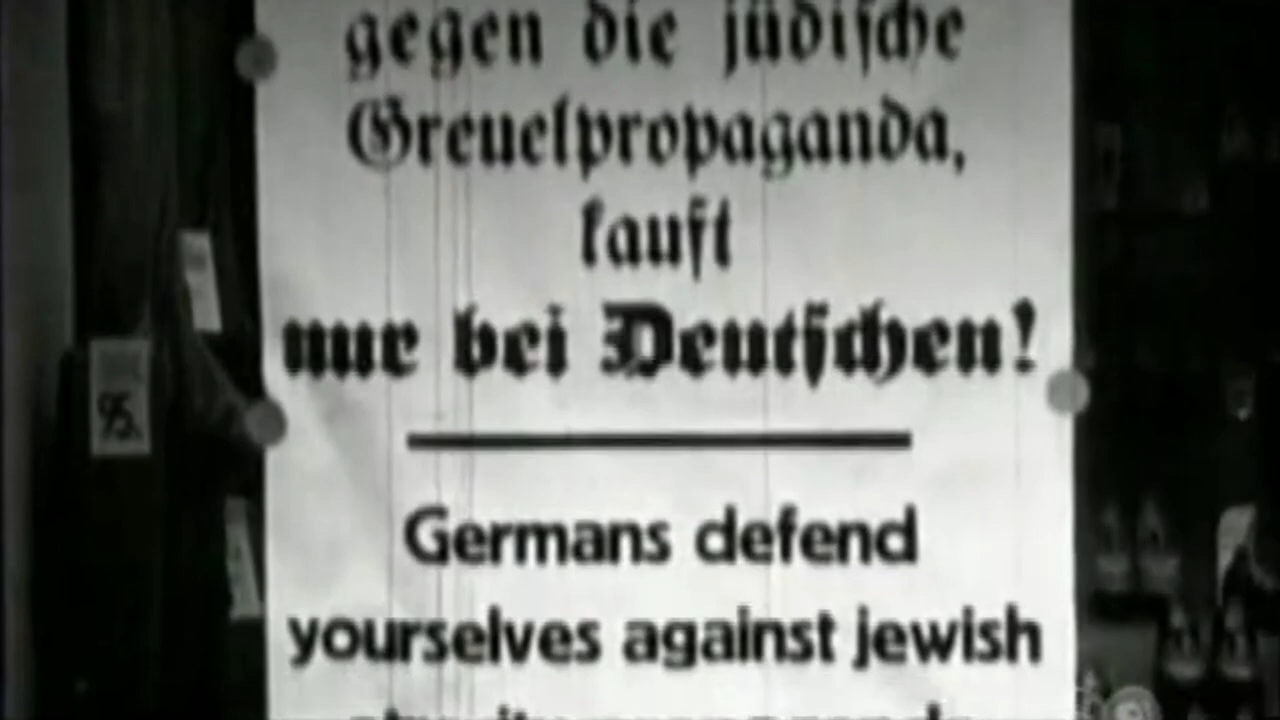 gegen die jüdische
Greuelpropaganda,
kauft
nur bei Deutschen!
95.
Germans defend
yourselves against jewish